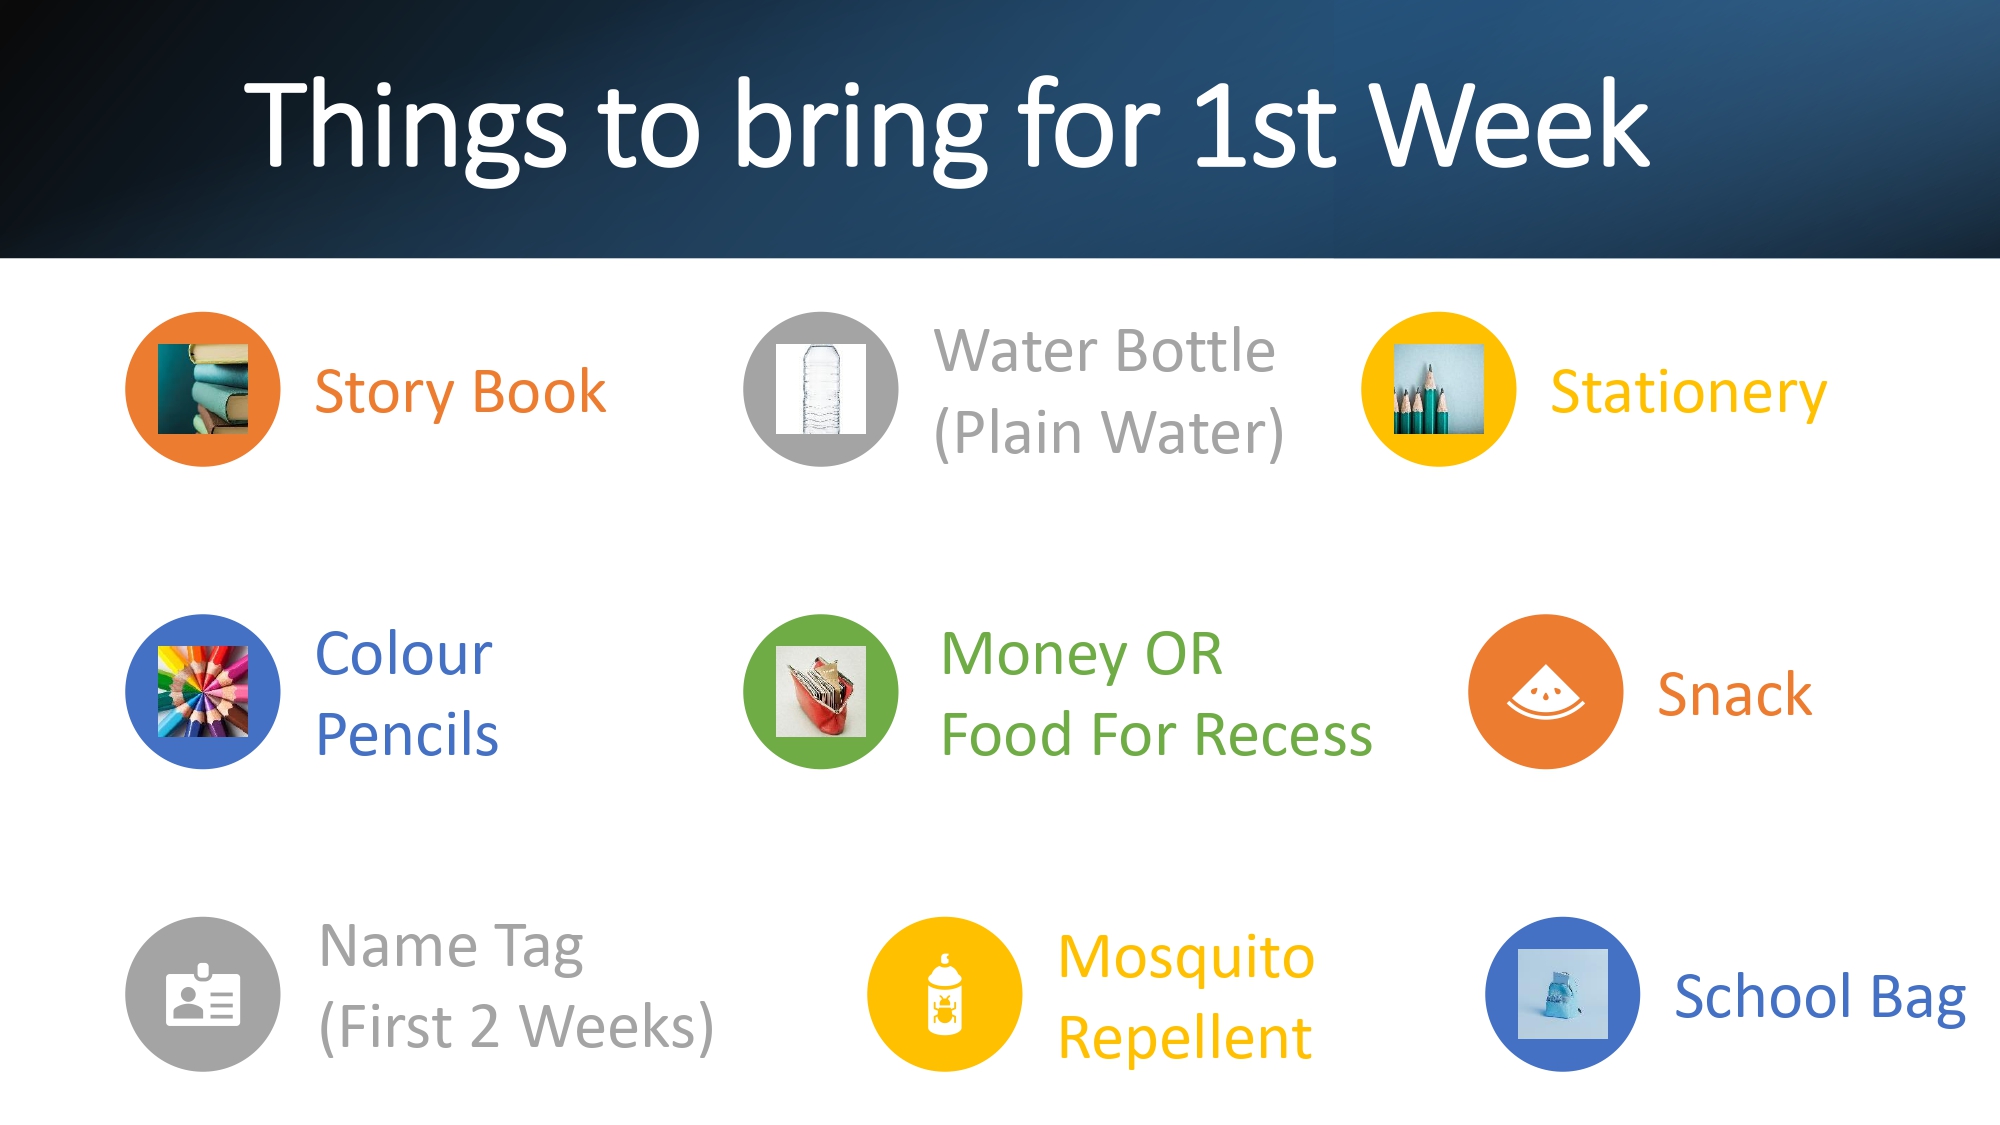 Things to bring for 1st Week
Story Book
Water Bottle
(Plain Water)
Stationery
Colour
Pencils
Money OR
Food For Recess
Snack
Name Tag
(First 2 Weeks)
Mosquito
Repellent
School Bag